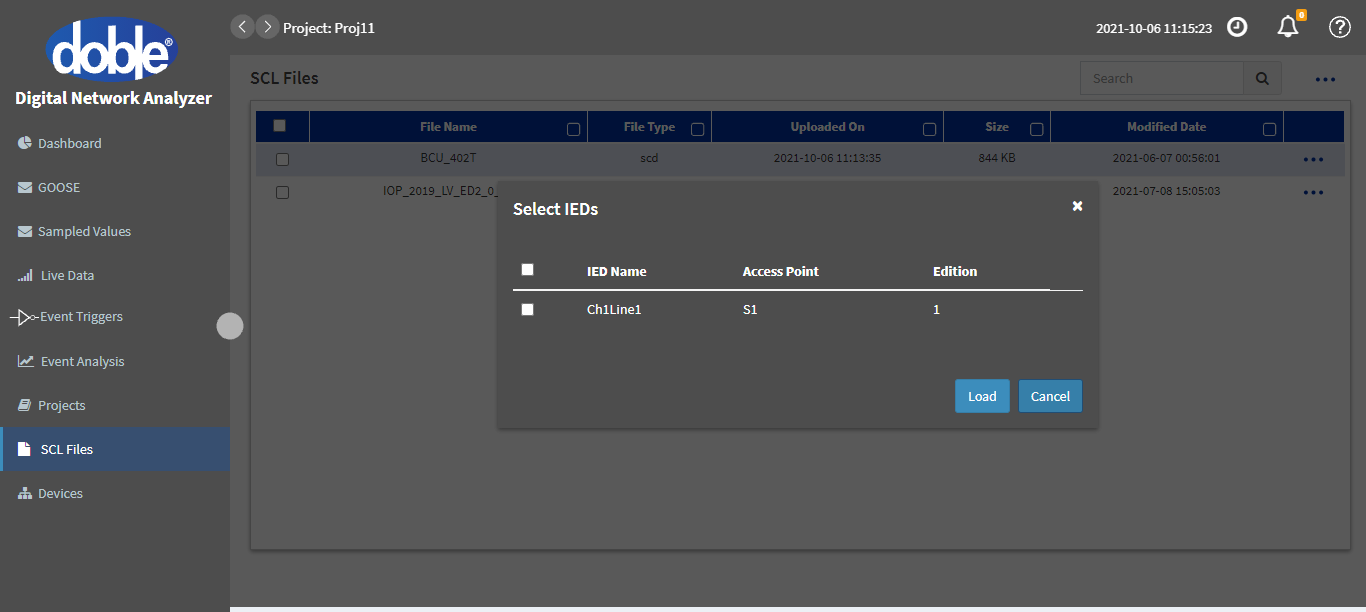 doble®
Digital Network Analyzer
Dashboard
GOOSE
Sampled Values
Live Data
Event Triggers
Event Analysis
Projects
SCL Files
Devices
Project: Proj11
2021-10-06 11:15:23
0
SCL Files
Search
File Name File Type Uploaded On Size Modified Date
BCU_402T scd 2021-10-06 11:13:35 844 KB 2021-06-07 00:56:01
IOP_2019_LV_ED2_0_ 2021-07-08 15:05:03
Select IEDs
IED Name Access Point Edition
Ch1Line1 S1 1
Load Cancel